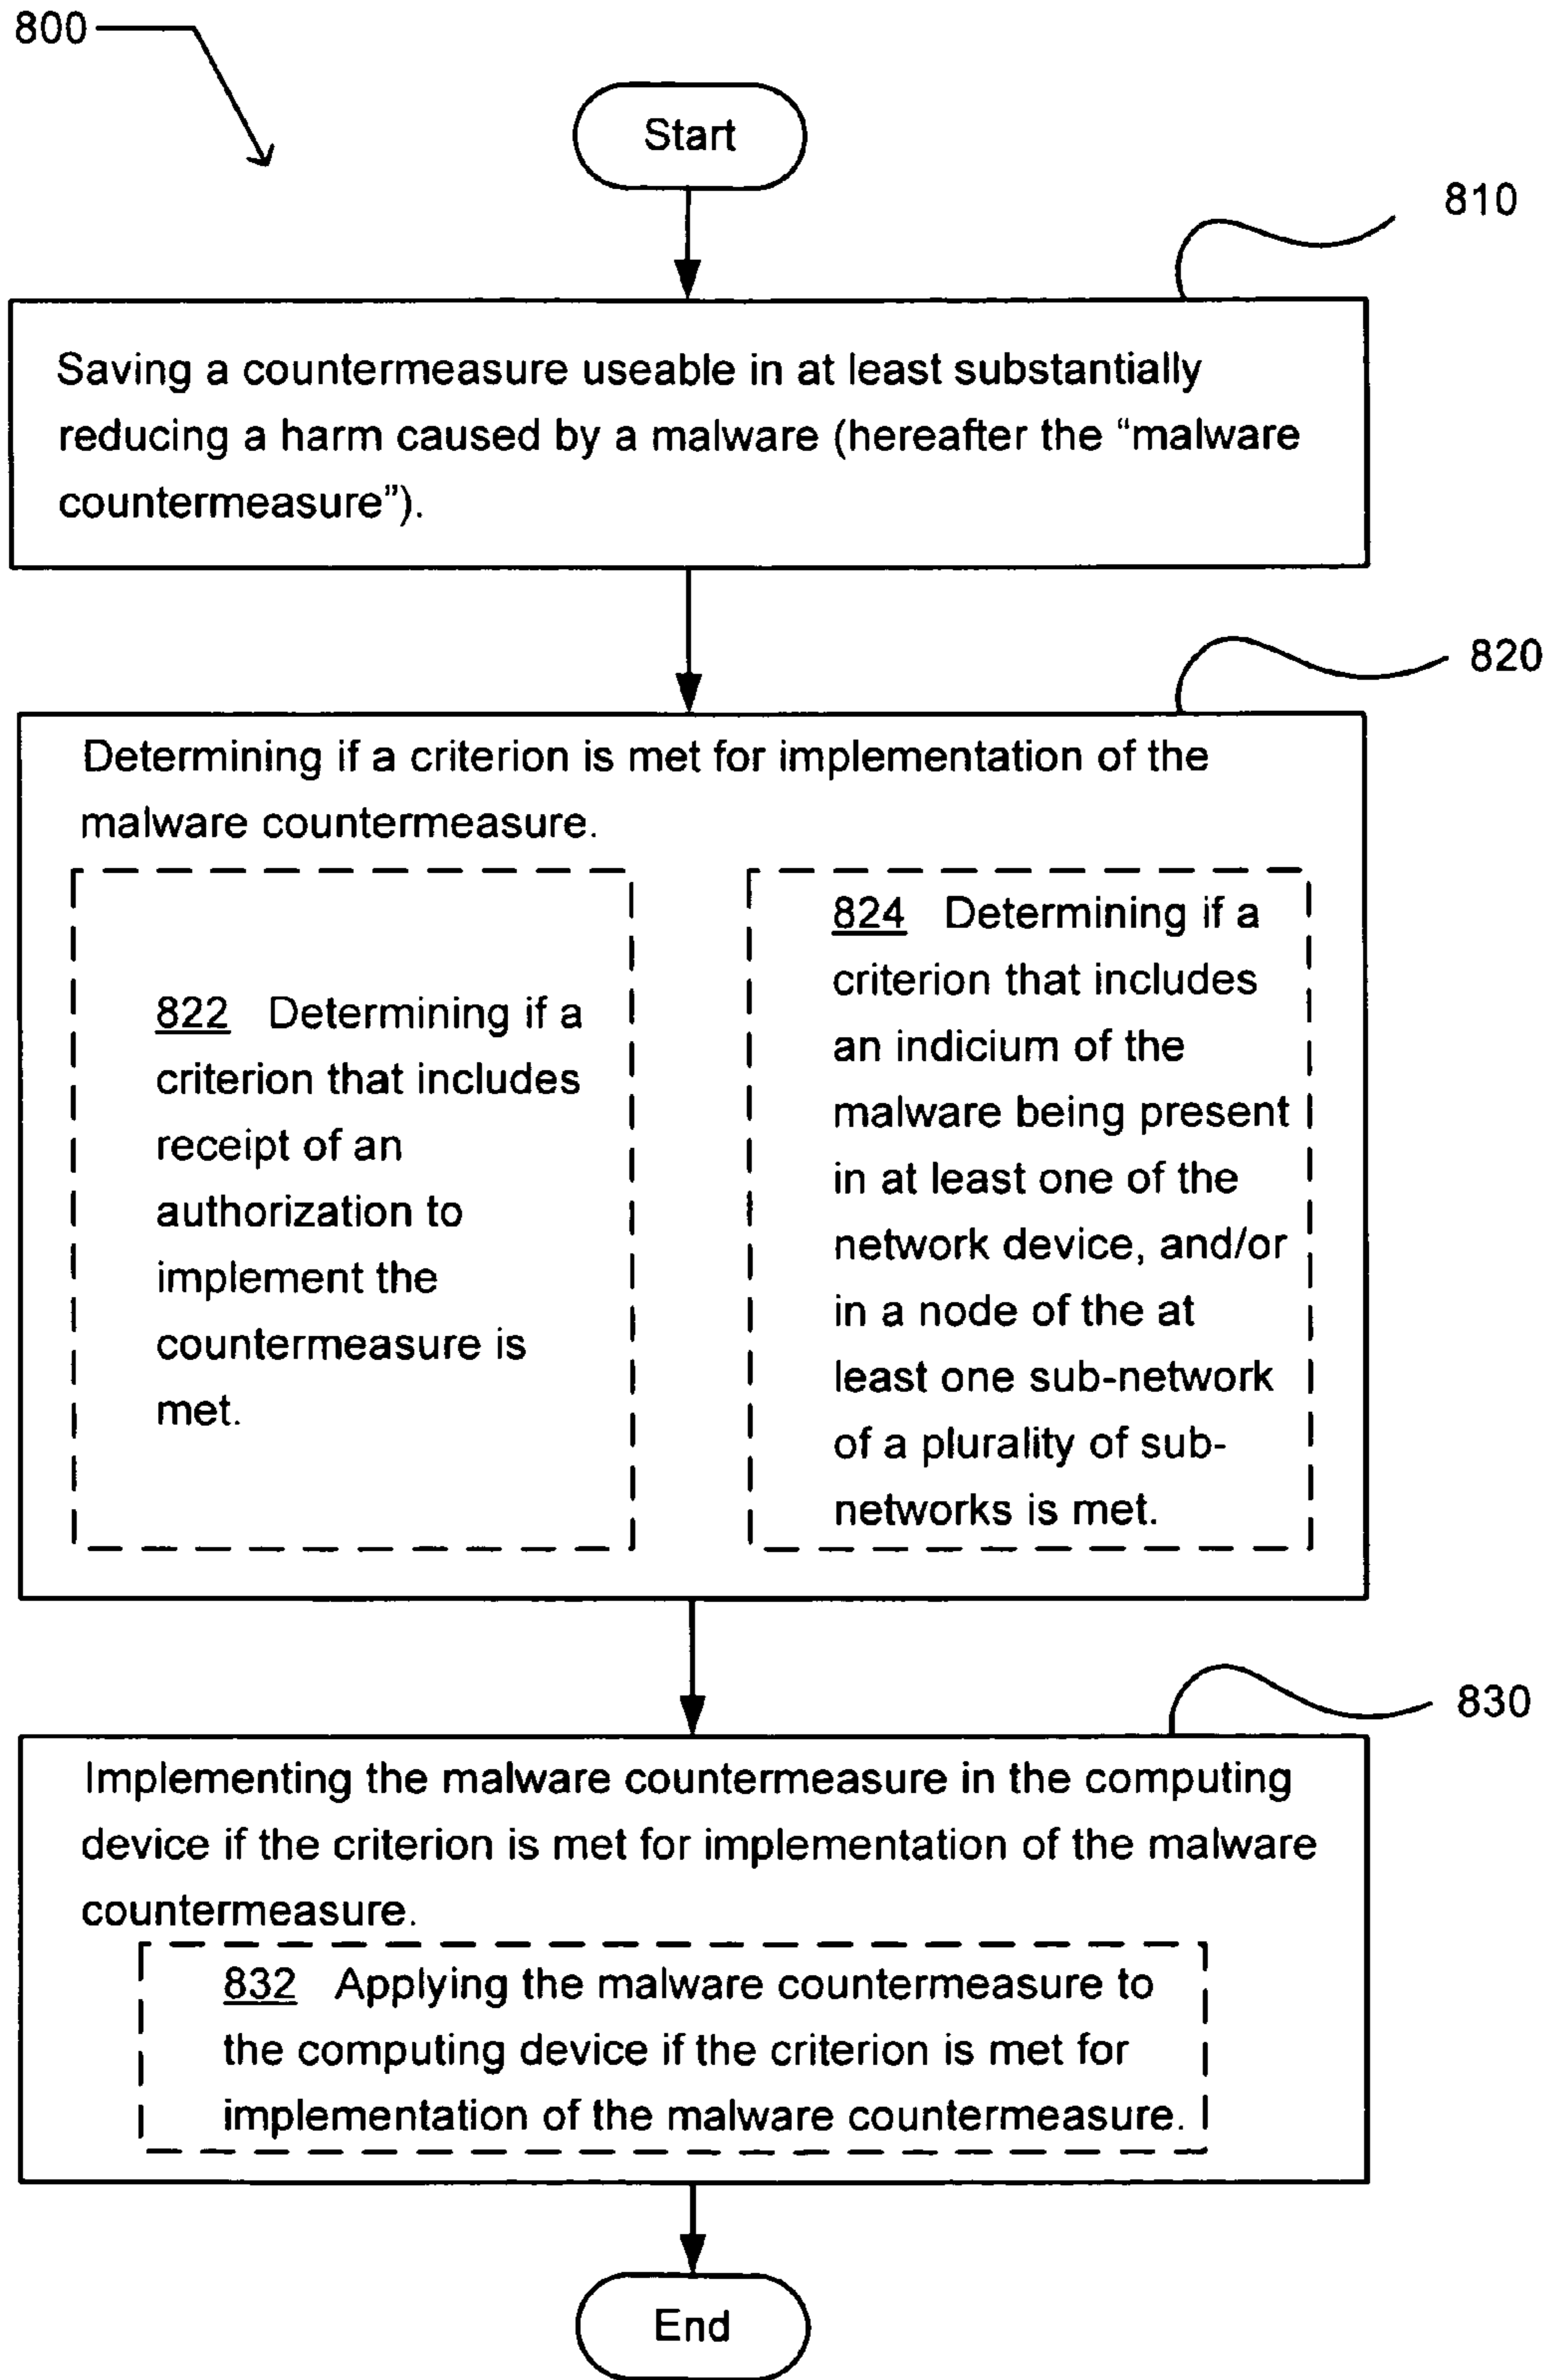 800
Start
810
Saving a countermeasure useable in at least substantially
reducing a harm caused by a malware (hereafter the “malware
countermeasure”).
820
Determining if a criterion is met for implementation of the
malware countermeasure.
822 Determining if a
criterion that includes
receipt of an
authorization to
implement the
countermeasure is
met.
824 Determining if a
criterion that includes
an indicium of the
malware being present
in at least one of the
network device, and/or
in a node of the at
least one sub-network
of a plurality of sub-
networks is met.
830
Implementing the malware countermeasure in the computing
device if the criterion is met for implementation of the malware
countermeasure.
832 Applying the malware countermeasure to
the computing device if the criterion is met for
implementation of the malware countermeasure.
End